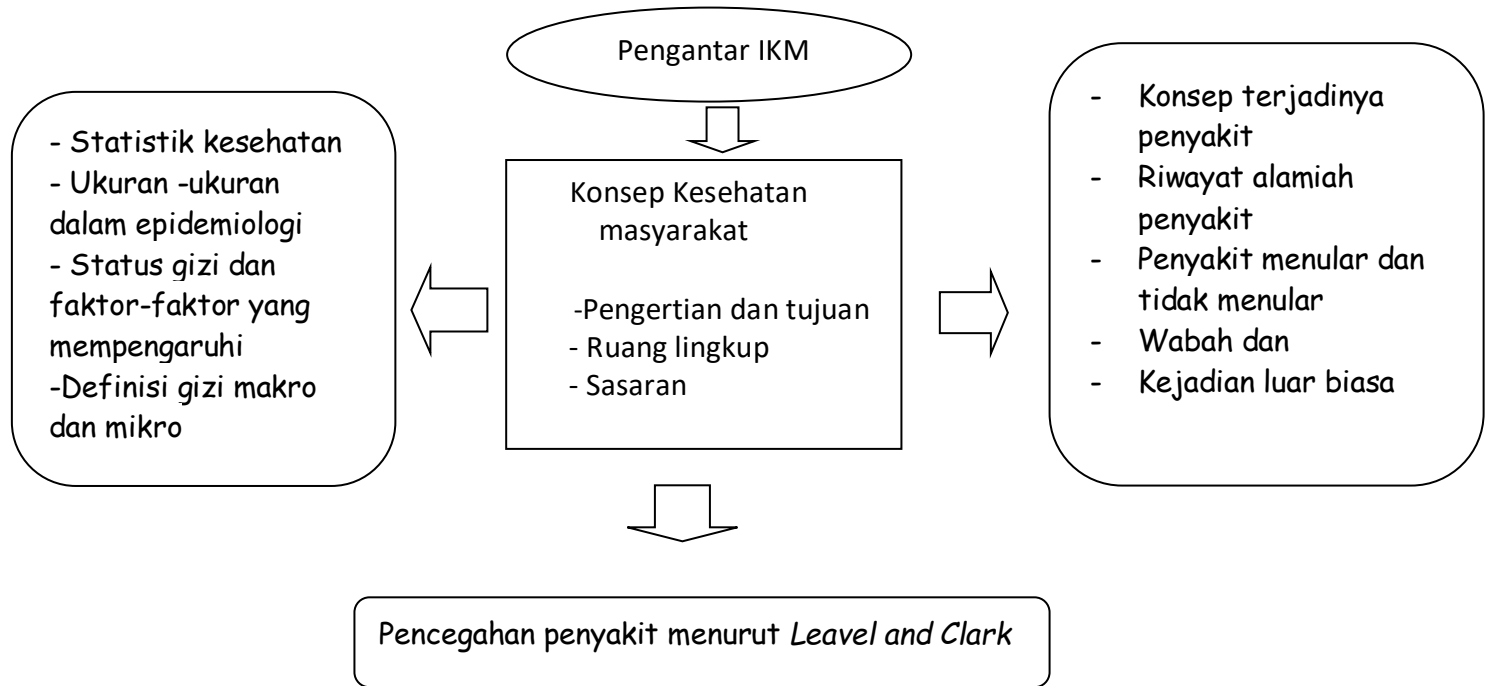 Pengantar IKM
- Statistik kesehatan
- Ukuran -ukuran
dalam epidemiologi
- Status gizi dan
faktor-faktor yang
mempengaruhi
-Definisi gizi makro
dan mikro
Konsep Kesehatan
masyarakat
-Pengertian dan tujuan
- Ruang lingkup
- Sasaran
- Konsep terjadinya
penyakit
- Riwayat alamiah
penyakit
- Penyakit menular dan
tidak menular
- Wabah dan
- Kejadian luar biasa
Pencegahan penyakit menurut Leavel and Clark